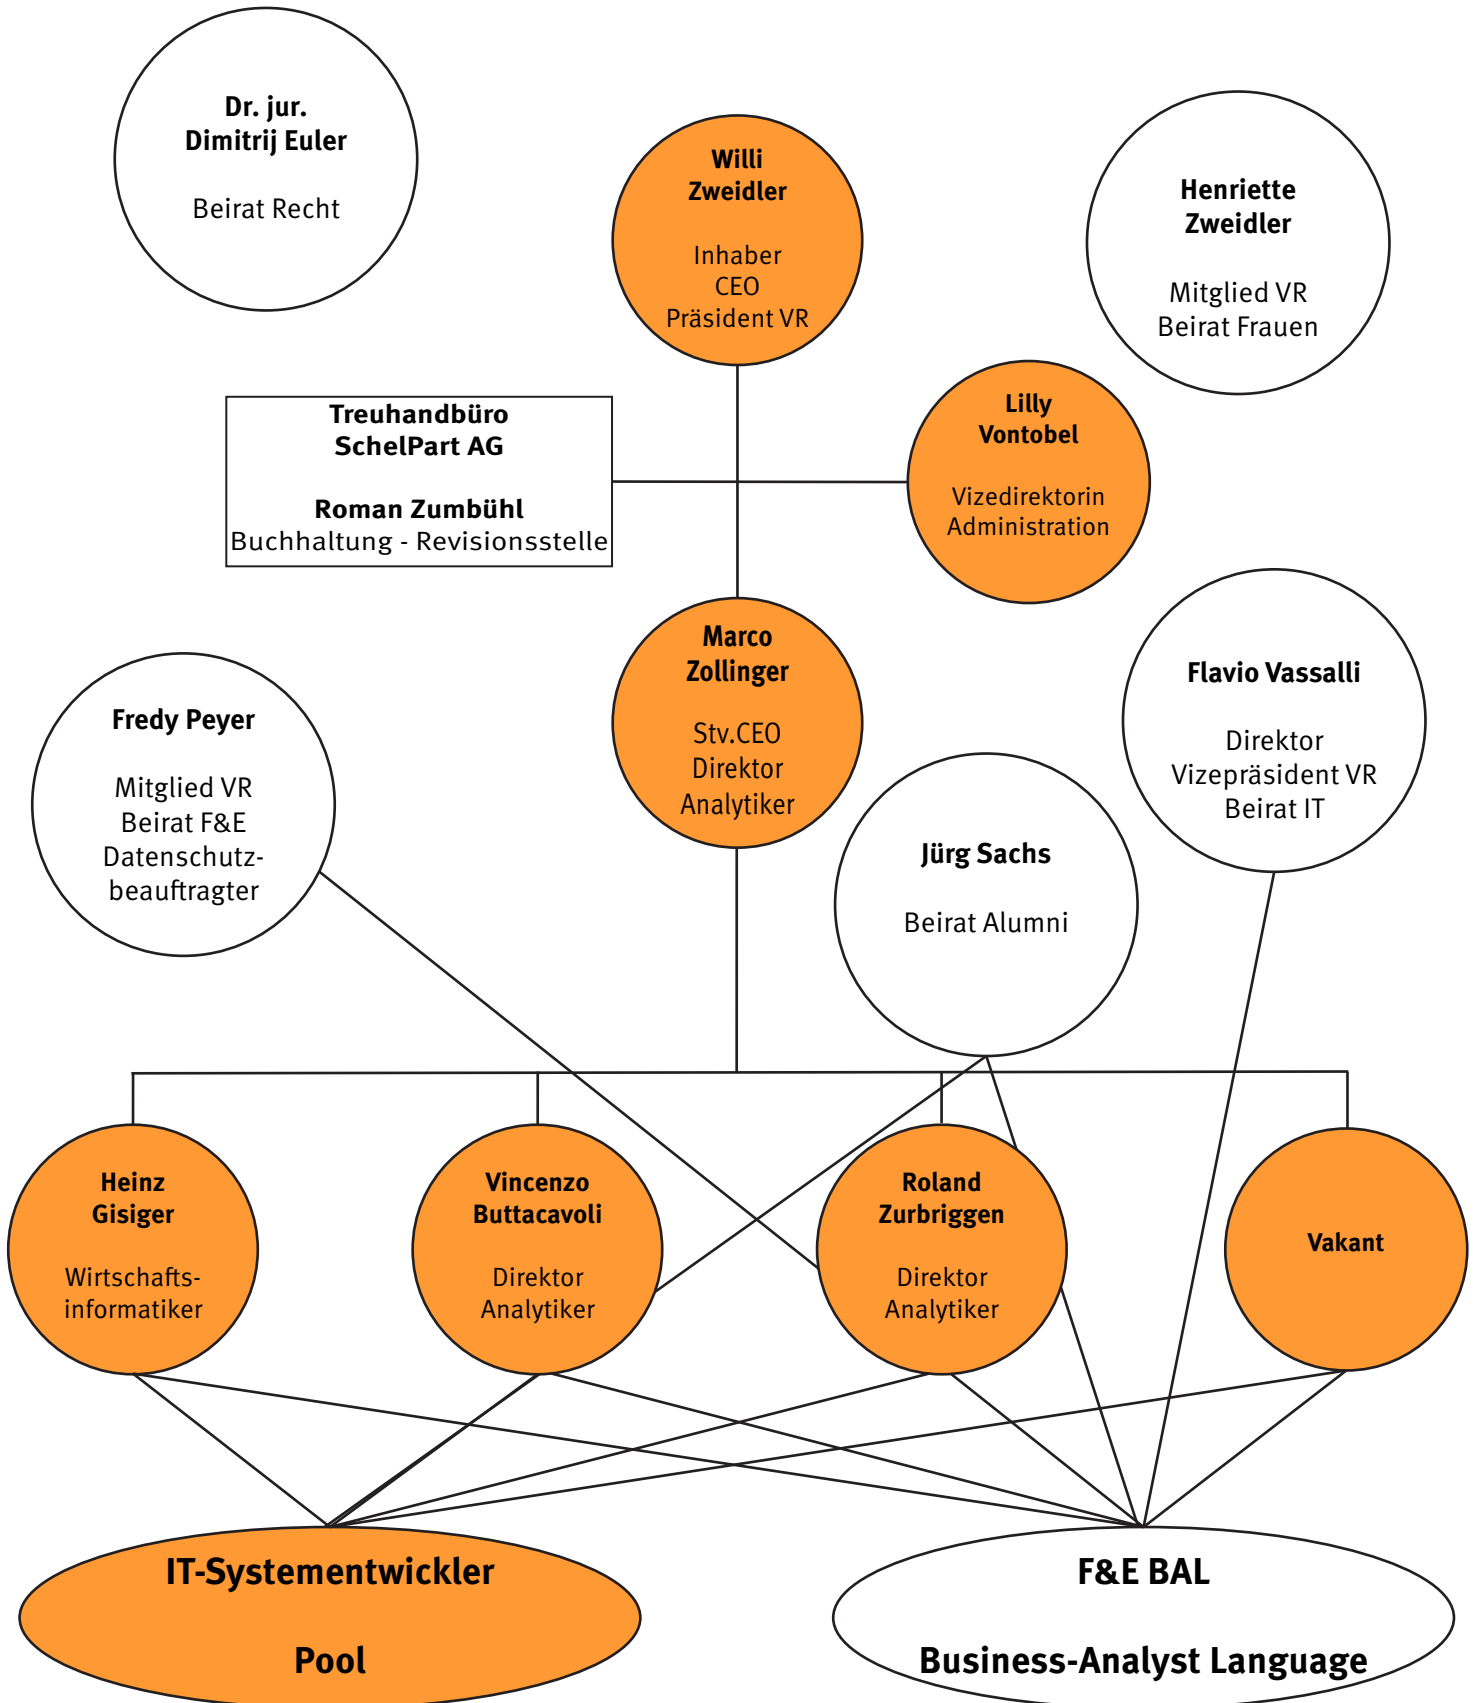 Dr. jur.
Dimitrij Euler
Beirat Recht
Willi
Zweidler
Inhaber
CEO
Präsident VR
Henriette
Zweidler
Mitglied VR
Beirat Frauen
Treuhandbüro
SchelPart AG
Roman Zumbühl
Buchhaltung - Revisionsstelle
Lilly
Vontobel
Vizedirektorin
Administration
Marco
Zollinger
Stv.CEO
Direktor
Analytiker
Fredy Peyer
Mitglied VR
Beirat F&E
Datenschutz-
beauftragter
Flavio Vassalli
Direktor
Vizepräsident VR
Beirat IT
Jürg Sachs
Beirat Alumni
Heinz
Gisiger
Wirtschafts-
informatiker
Vincenzo
Buttacavoli
Direktor
Analytiker
Roland
Zurbriggen
Direktor
Analytiker
Vakant
IT-Systementwickler
Pool
F&E BAL
Business-Analyst Language